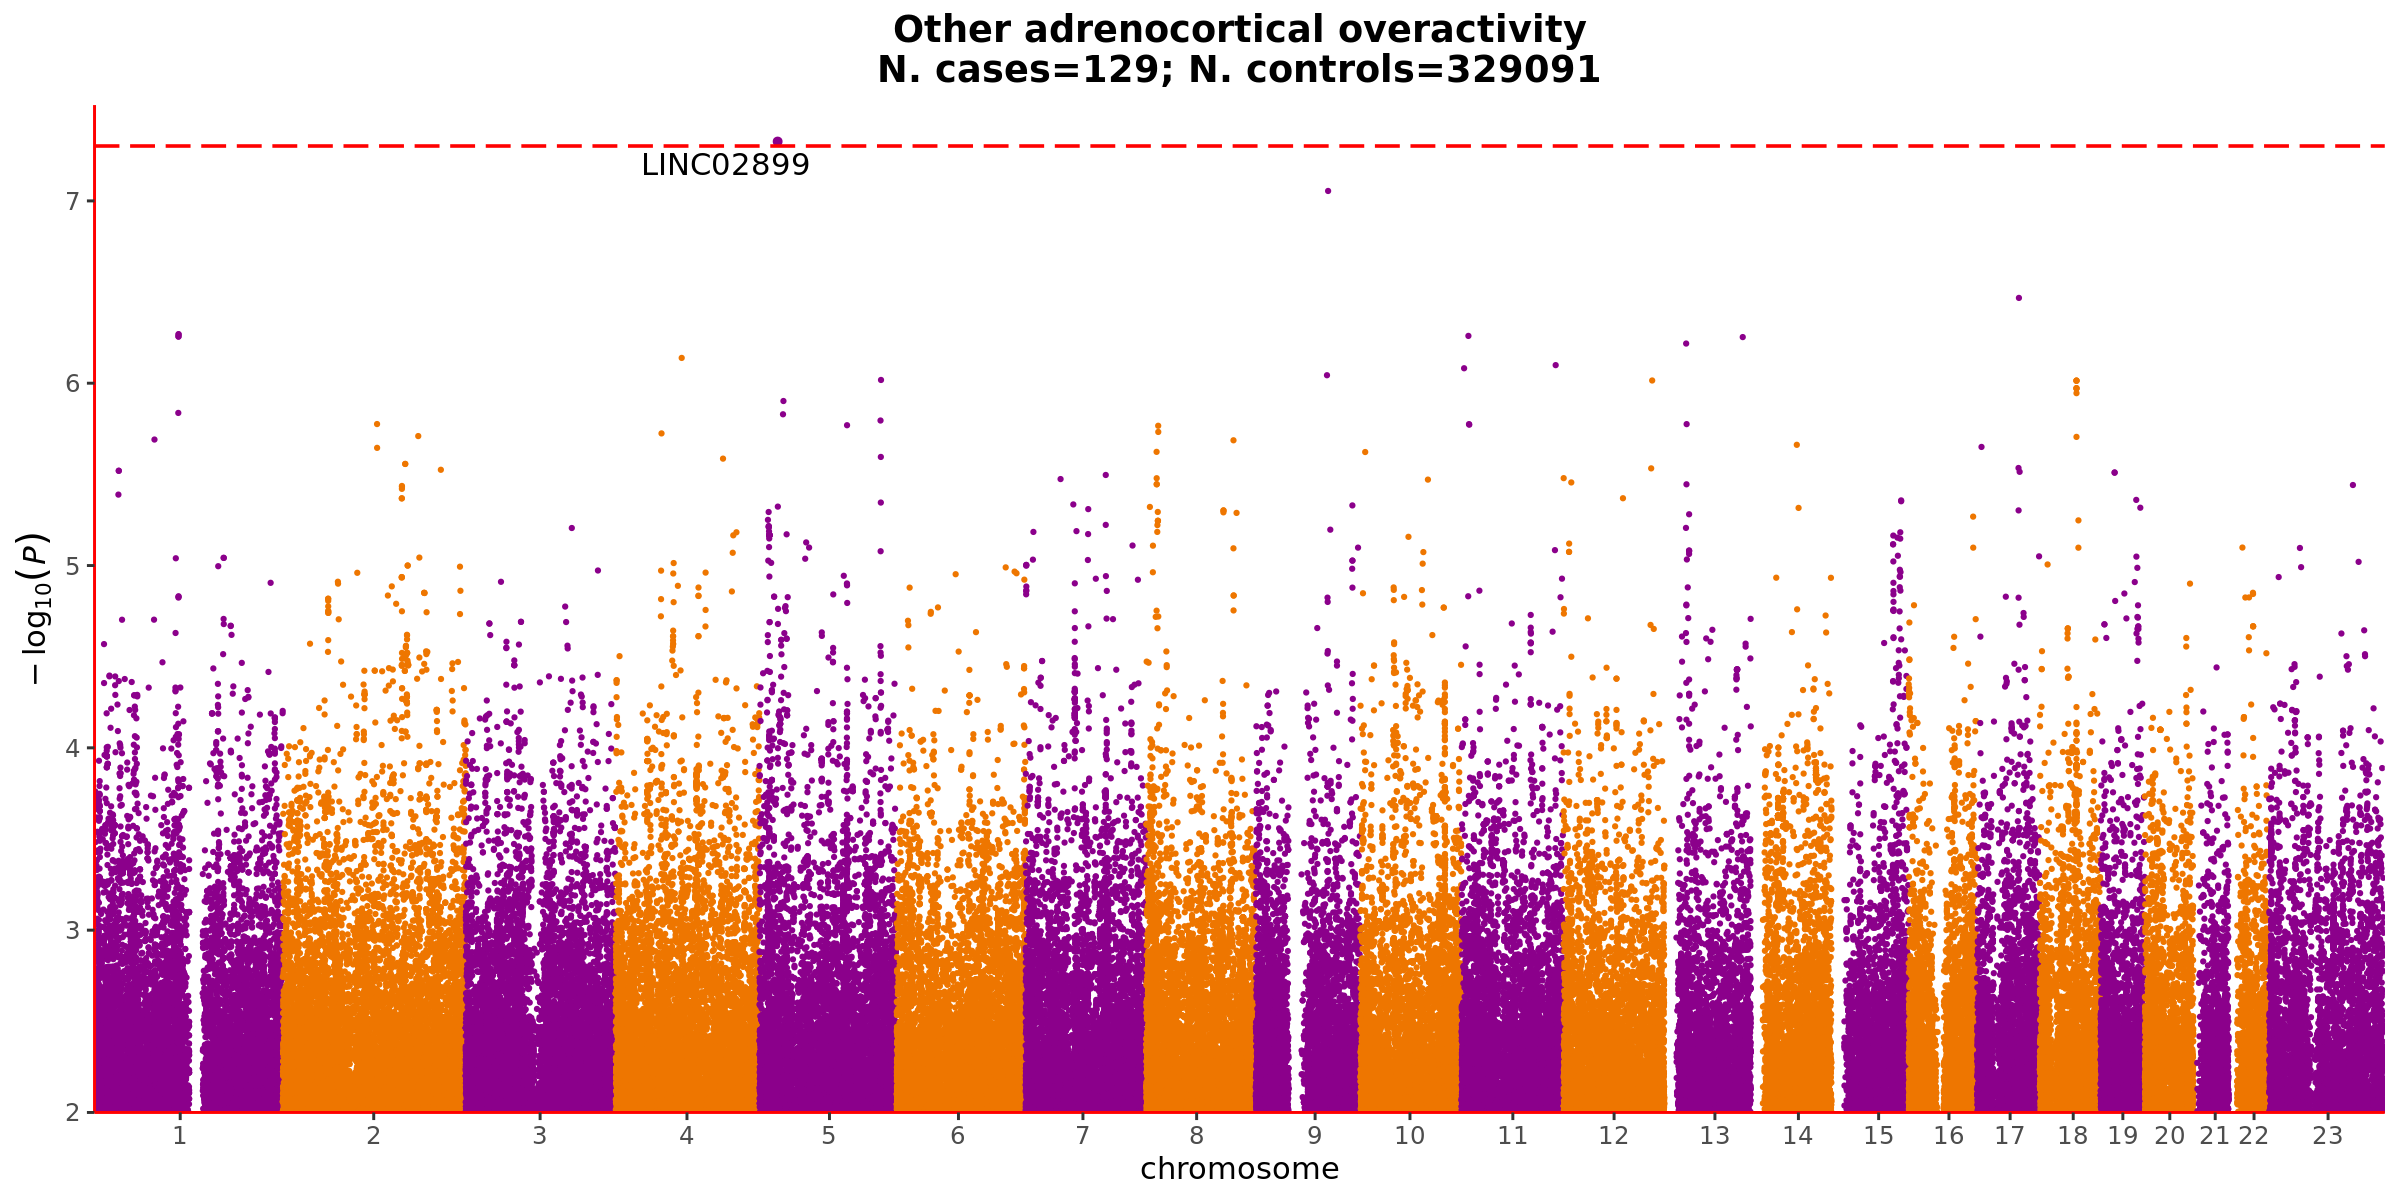 Other adrenocortical overactivity
N. cases=129; N. controls=329091
LINC02899
7
6
5
4
3
2
− log10(P)
1 2 3 4 5 6 7 8 9 10 11 12 13 14 15 16 17 18 19 20 21 22 23
chromosome